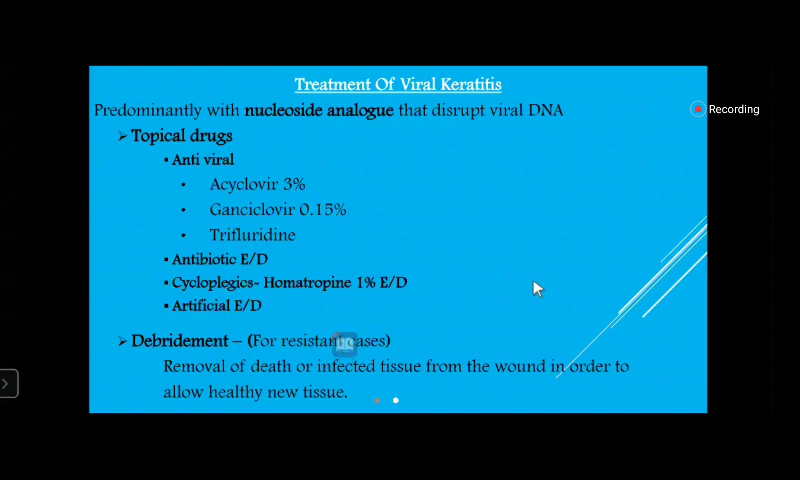 Treatment Of Viral Keratitis
Predominantly with nucleoside analogue that disrupt viral DNA
Recording
➢ Topical drugs
▪ Anti viral
• Acyclovir 3%
• Ganciclovir 0.15%
• Trifluridine
▪ Antibiotic E/D
▪ Cycloplegics- Homatropine 1% E/D
▪ Artificial E/D
➢ Debridement – (For resistant cases)
Removal of death or infected tissue from the wound in order to
allow healthy new tissue.